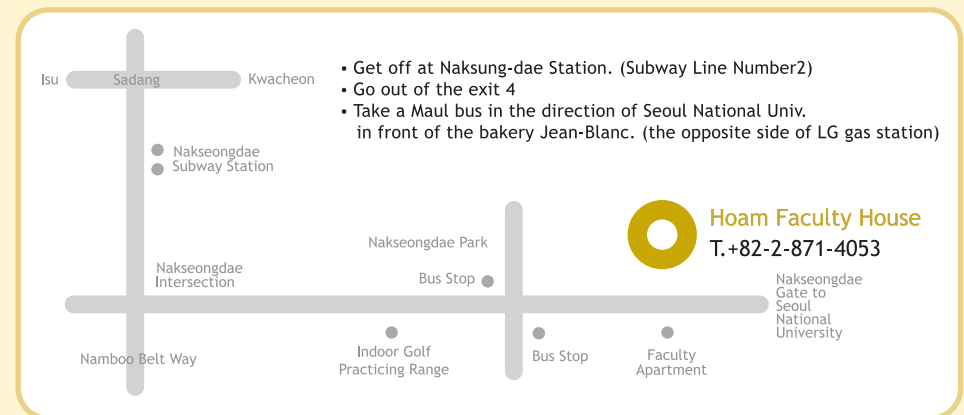 Isu
Sadang
Kwacheon
• Get off at Naksung-dae Station. (Subway Line Number2)
• Go out of the exit 4
• Take a Maul bus in the direction of Seoul National Univ.
in front of the bakery Jean-Blanc. (the opposite side of LG gas station)
Nakseongdae
Subway Station
Hoam Faculty House
T.+82-2-871-4053
Nakseongdae Park
Nakseongdae
Intersection
Bus Stop
Nakseongdae
Gate to
Seoul
National
University
Namboo Belt Way
Indoor Golf
Practicing Range
Bus Stop
Faculty
Apartment